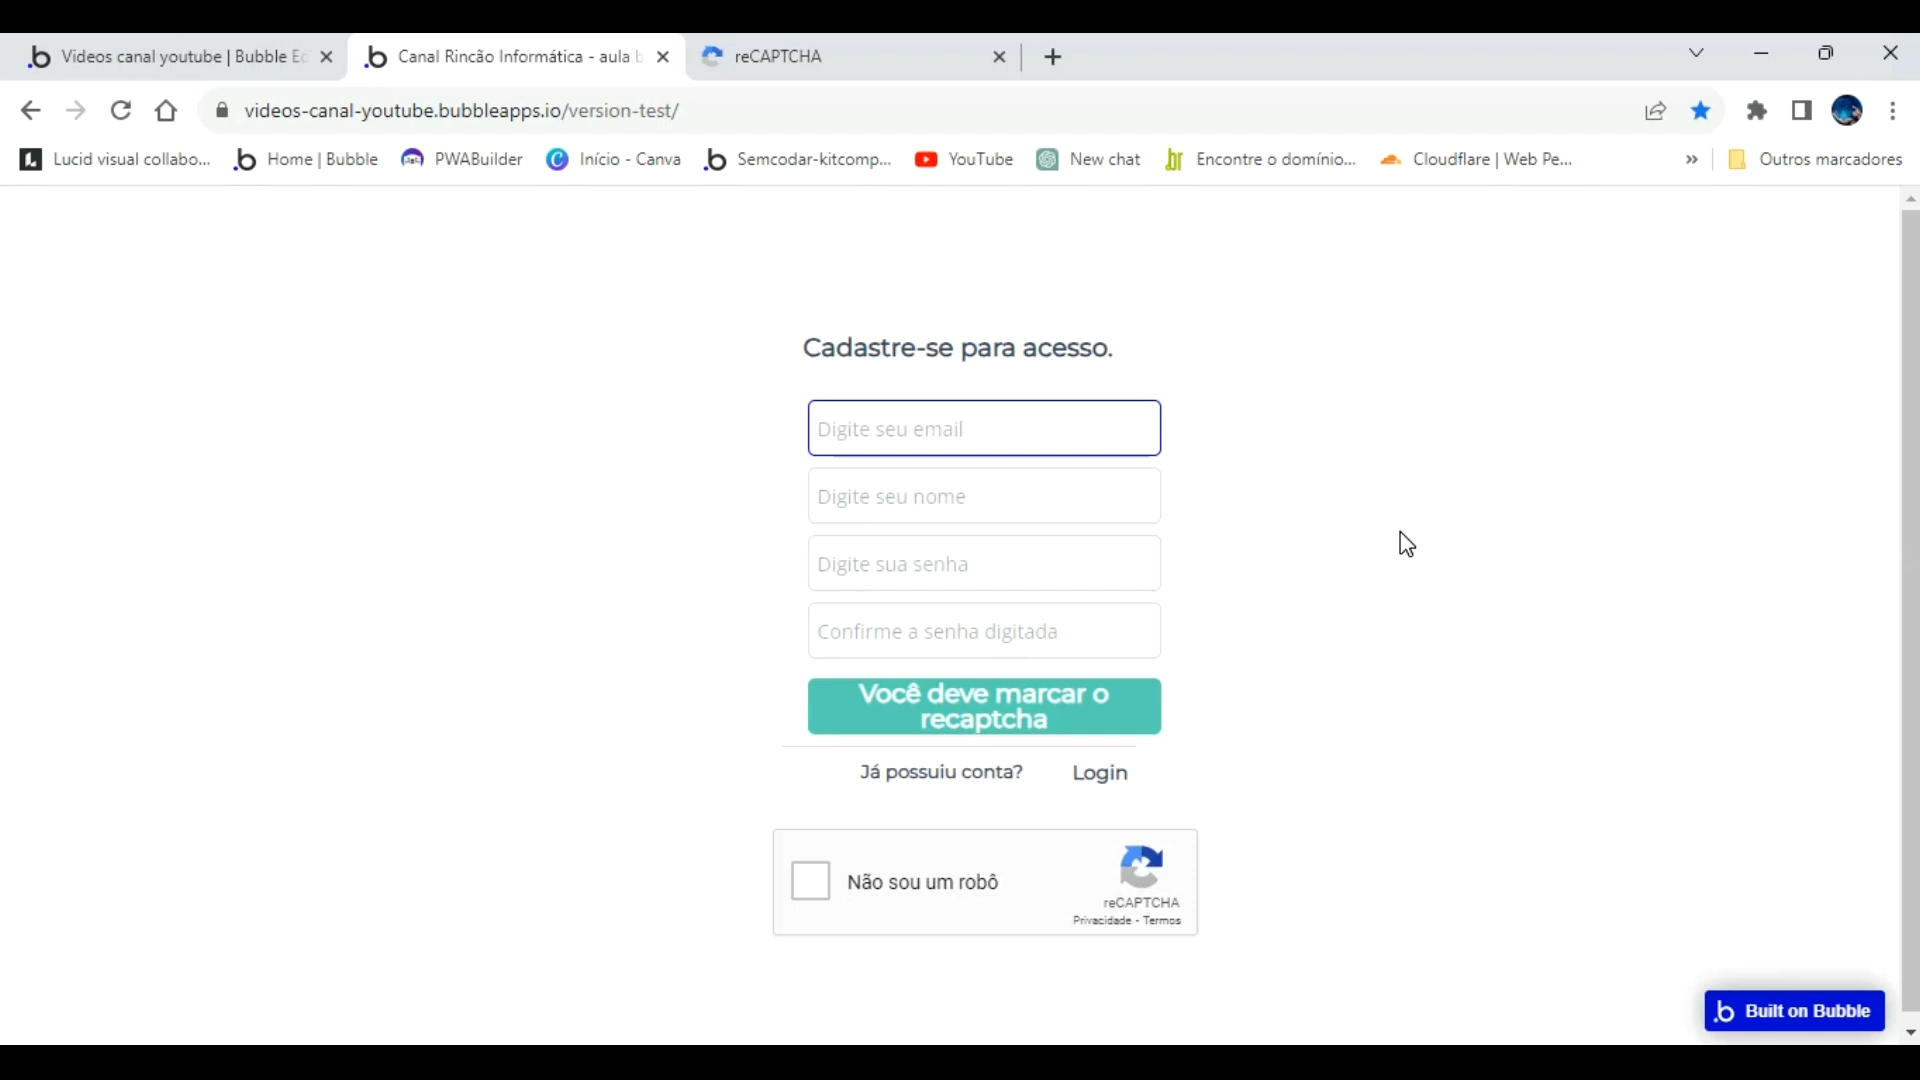 Videos canal youtube | Bubble Ed
Canal Rincão Informática - aula b
reCAPTCHA
videos-canal-youtube.bubbleapps.io/version-test/
Lucid visual collabo...
Home | Bubble
PWABuilder
Início - Canva
Semcodar-kitcomp...
YouTube
New chat
Encontre o domínio...
Cloudflare | Web Pe...
Outros marcadores
Cadastre-se para acesso.
Digite seu email
Digite seu nome
Digite sua senha
Confirme a senha digitada
Você deve marcar o
recaptcha
Já possuiu conta?
Login
Não sou um robô
reCAPTCHA
Privacidade - Termos
Built on Bubble